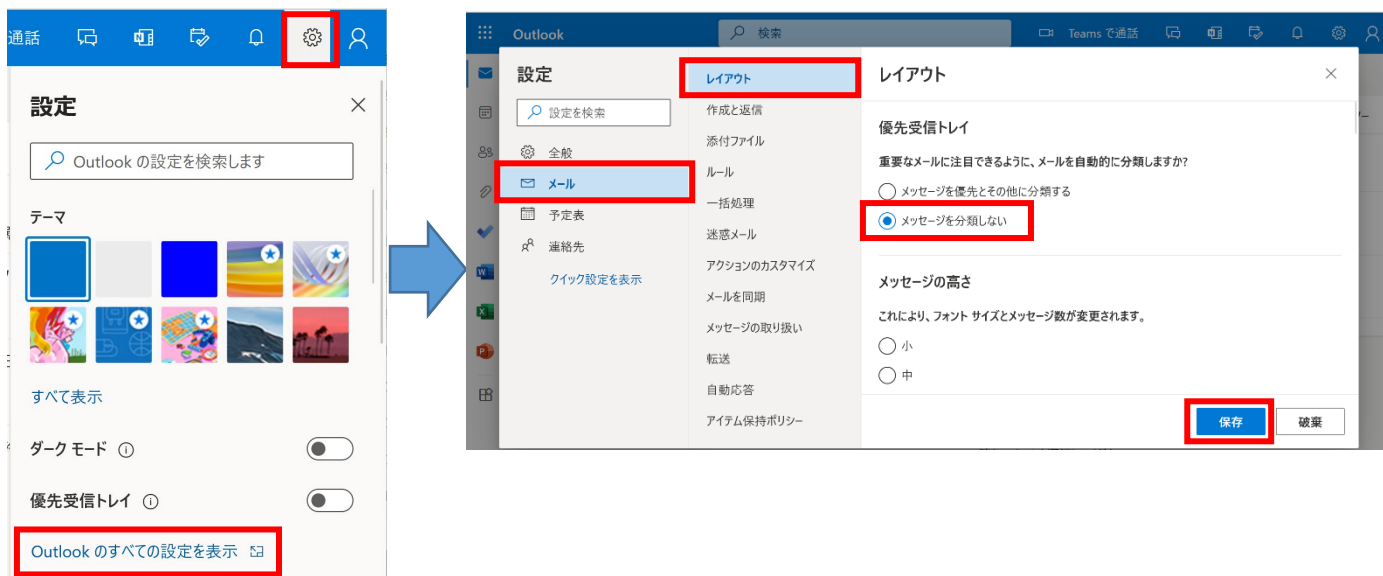 通話
設定
Outlook の設定を検索します
テーマ
すべて表示
ダーク モード
優先受信トレイ
Outlook のすべての設定を表示
Outlook
検索
Teams で通話
設定
設定を検索
全般
メール
予定表
連絡先
クイック設定を表示
レイアウト
作成と返信
添付ファイル
ルール
一括処理
迷惑メール
アクションのカスタマイズ
メールを同期
メッセージの取り扱い
転送
自動応答
アイテム保持ポリシー
レイアウト
優先受信トレイ
重要なメールに注目できるように、メールを自動的に分類しますか?
メッセージを優先とその他に分類する
メッセージを分類しない
メッセージの高さ
これにより、フォント サイズとメッセージ数が変更されます。
小
中
保存
破棄